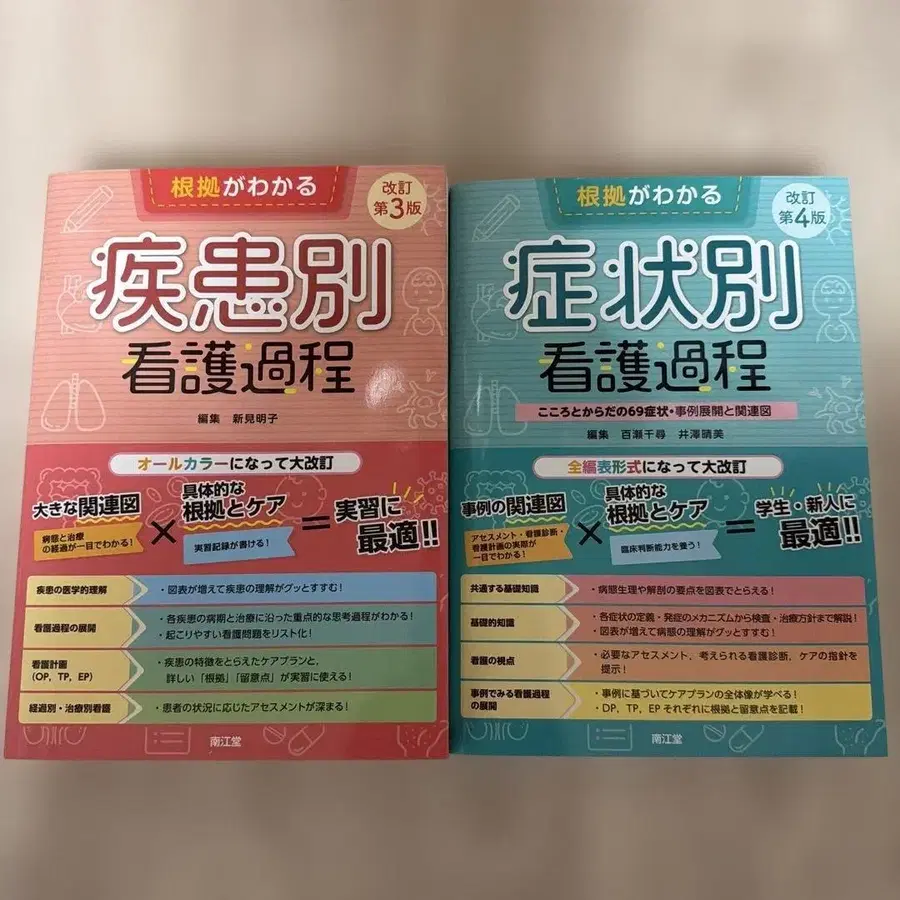 根拠がわかる
改訂
第3版
疾患別
看護過程
編集 新見明子
オールカラーになって大改訂
大きな関連図
病態と治療
の経過が一目でわかる!
×
具体的な
根拠とケア
実習記録が書ける!
=
実習に
最適!!
疾患の医学的理解
・図表が増えて疾患の理解がグッとすすむ!
看護過程の展開
・各疾患の病期と治療に沿った重点的な思考過程がわかる!
・起こりやすい看護問題をリスト化!
看護計画
(OP, TP, EP)
・疾患の特徴をとらえたケアプランと,
詳しい「根拠」「留意点」が実習に使える!
経過別・治療別看護
・患者の状況に応じたアセスメントが深まる!
南江堂
根拠がわかる
改訂
第4版
症状別
看護過程
こころとからだの69症状・事例展開と関連図
編集 百瀬千尋 井澤晴美
全編表形式になって大改訂
事例の関連図
アセスメント・看護診断・
看護計画の実際が
一目でわかる!
×
具体的な
根拠とケア
臨床判断能力を養う!
=
学生・新人に
最適!!
共通する基礎知識
・病態生理や解剖の要点を図表でとらえる!
基礎的知識
・各症状の定義・発症のメカニズムから検査・治療方針まで解説!
・図表が増えて病態の理解がグッとすすむ!
看護の視点
・必要なアセスメント,考えられる看護診断,ケアの指針を
提示!
事例でみる看護過程
の展開
・事例に基づいてケアプランの全体像が学べる!
・DP, TP, EP それぞれに根拠と留意点を記載!
南江堂